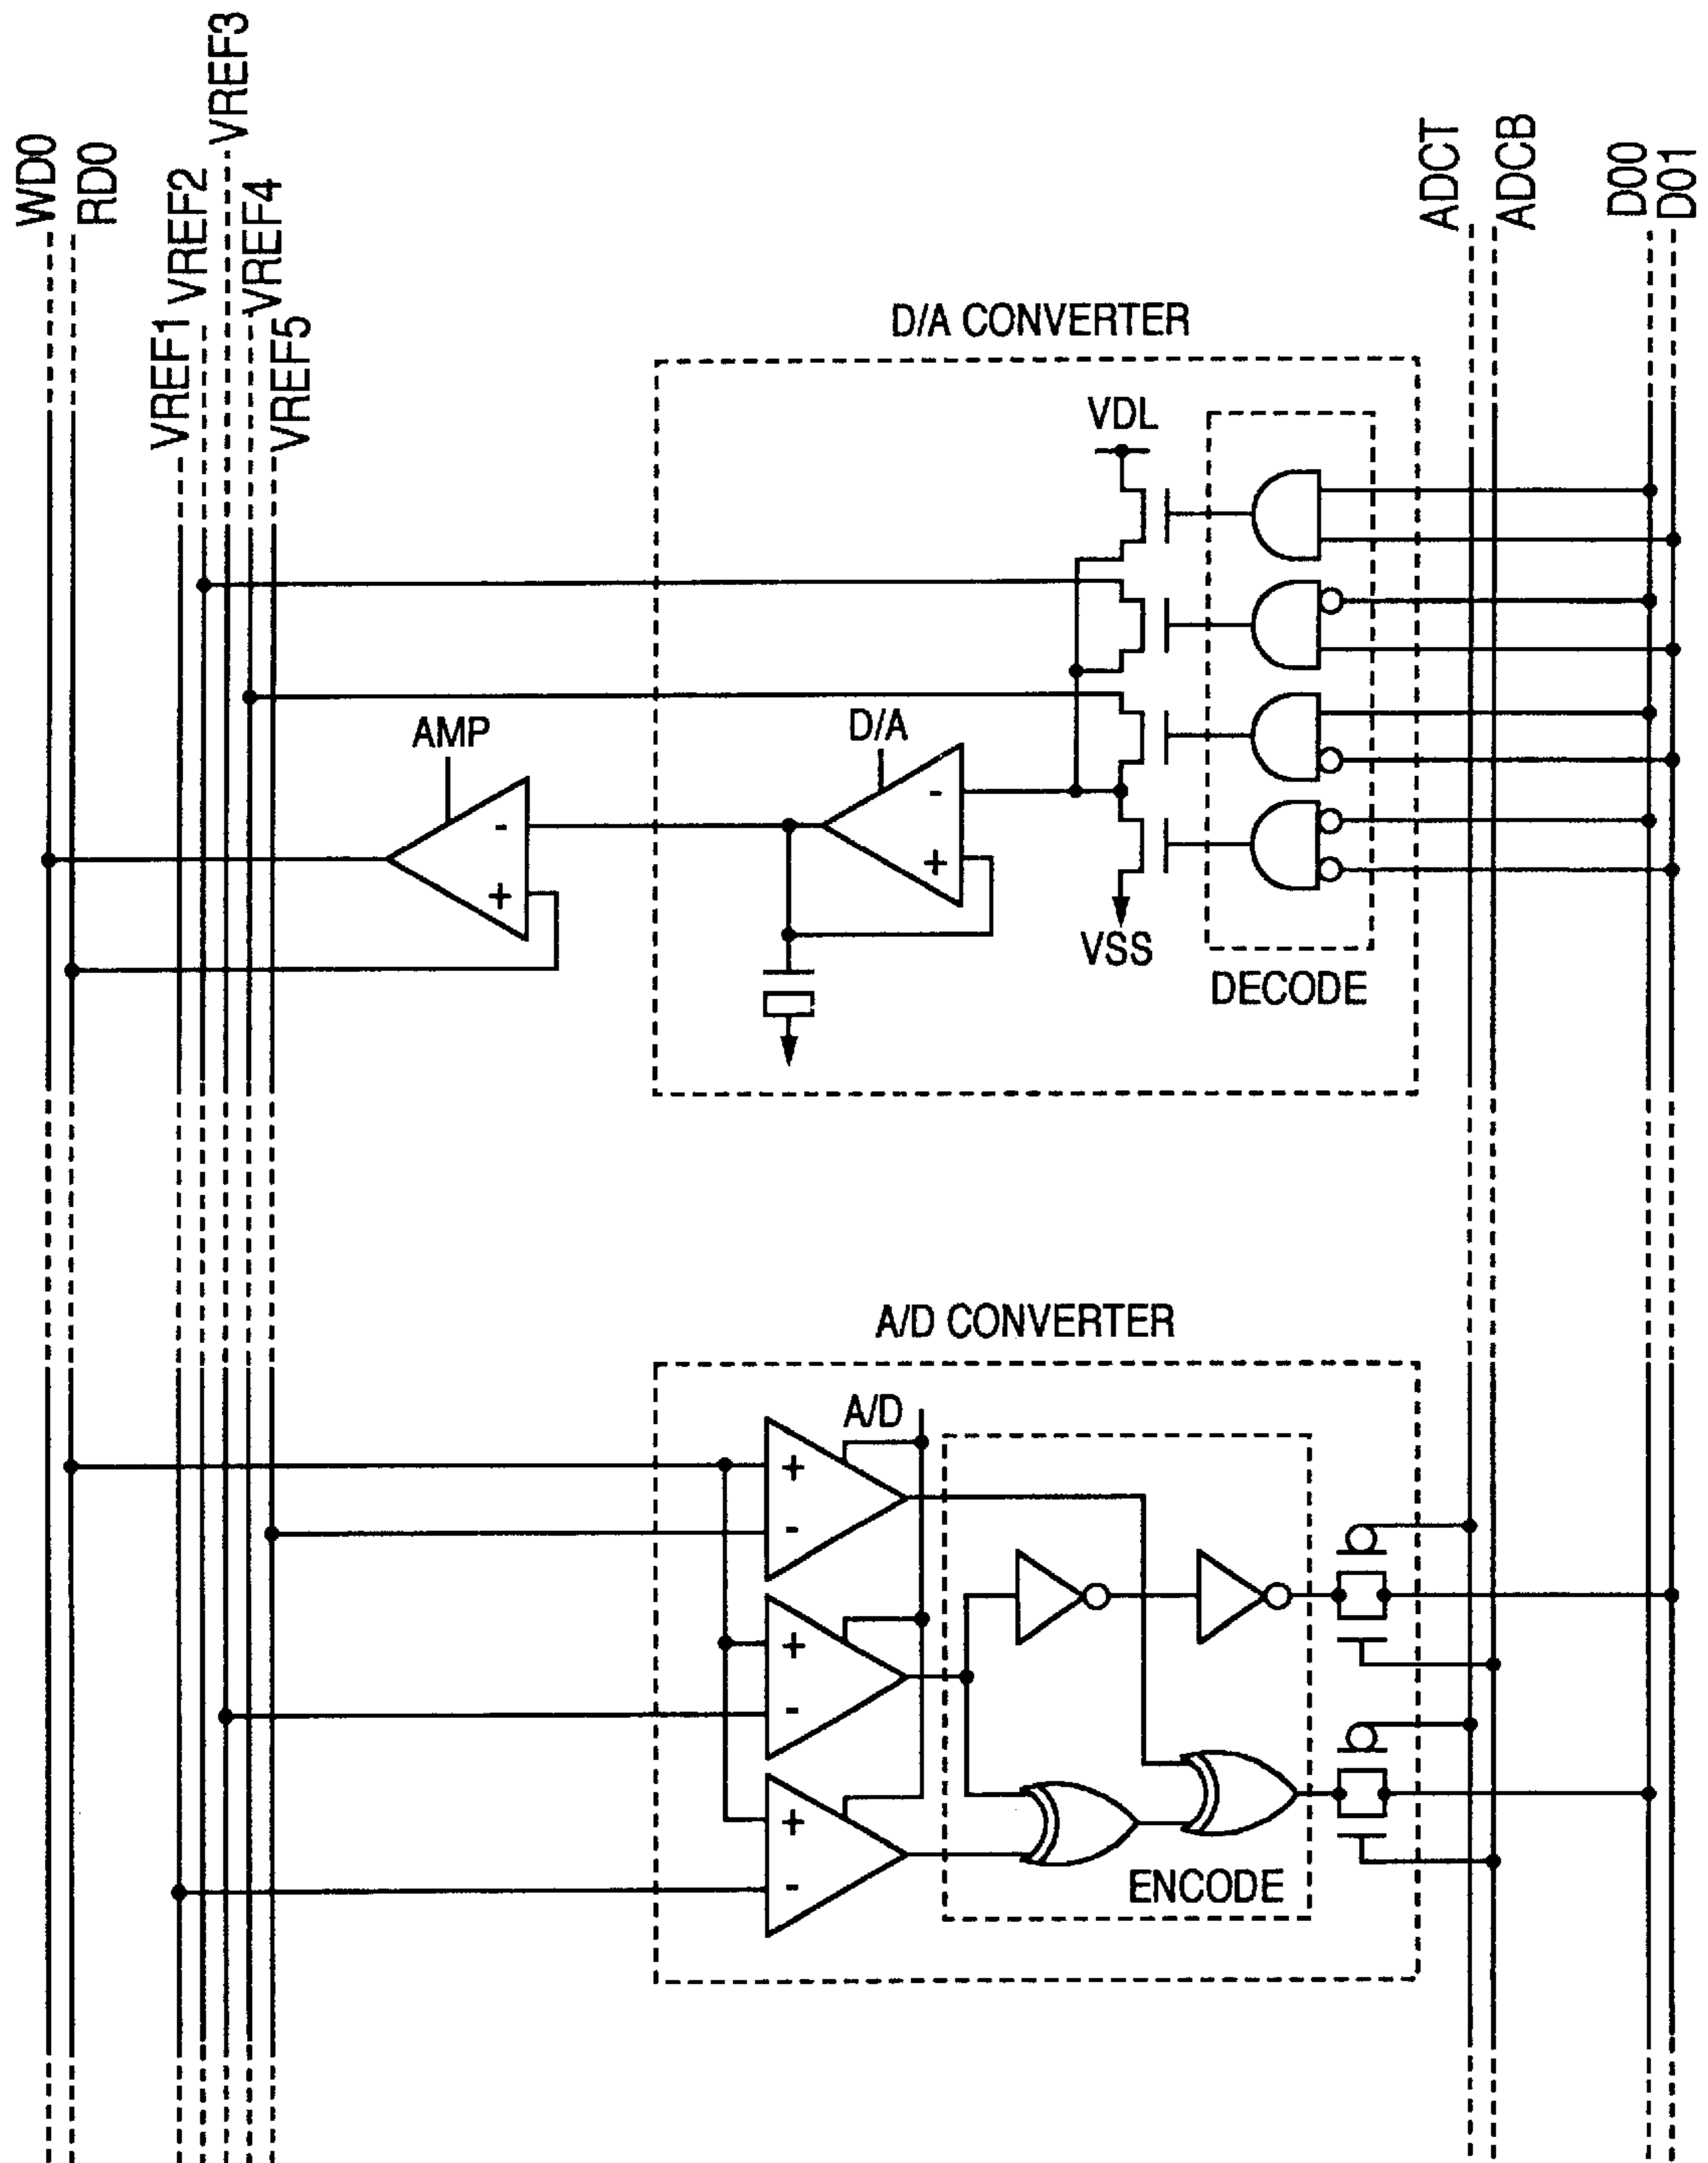 WD0
RD0
VREF1
VREF2
VREF3
VREF4
VREF5
ADCT
ADCB
D00
D01
D/A CONVERTER
VDL
AMP
D/A
-
+
-
+
VSS
DECODE
A/D CONVERTER
A/D
+
-
+
-
+
-
ENCODE